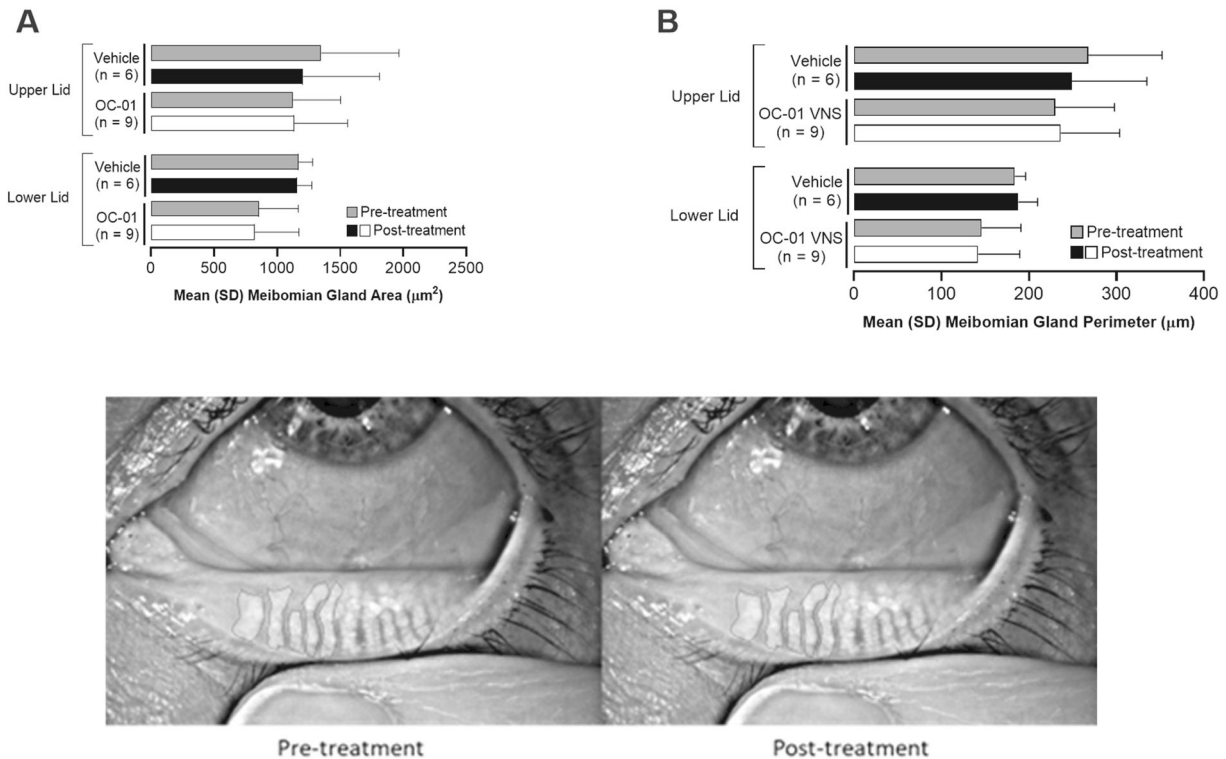 A
Upper Lid
Vehicle
(n = 6)
OC-01
(n = 9)
Lower Lid
Vehicle
(n = 6)
OC-01
(n = 9)
Pre-treatment
Post-treatment
0 500 1000 1500 2000 2500
Mean (SD) Meibomian Gland Area (μm²)
B
Upper Lid
Vehicle
(n = 6)
OC-01 VNS
(n = 9)
Lower Lid
Vehicle
(n = 6)
OC-01 VNS
(n = 9)
Pre-treatment
Post-treatment
0 100 200 300 400
Mean (SD) Meibomian Gland Perimeter (μm)
Pre-treatment
Post-treatment